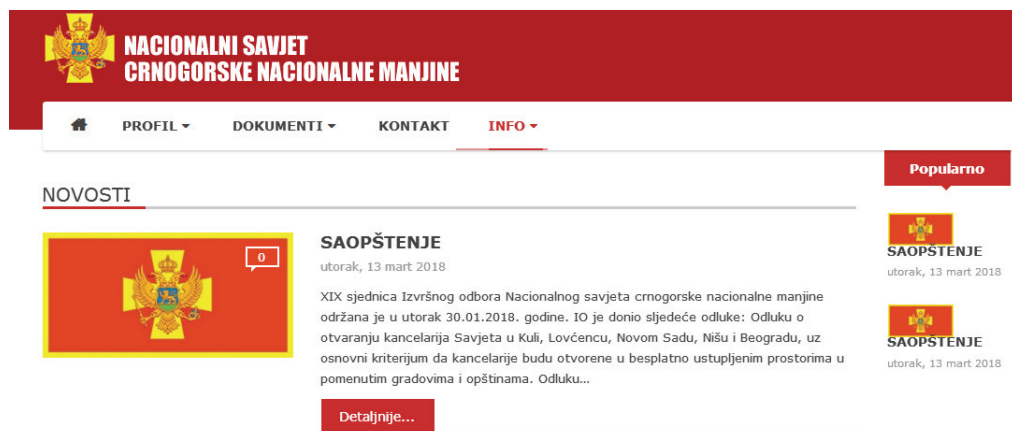 NACIONALNI SAVJET
CRNOGORSKE NACIONALNE MANJINE
PROFIL DOKUMENTI KONTAKT INFO
Popularno
NOVOSTI
0
SAOPŠTENJE
utorak, 13 mart 2018
XIX sjednica Izvršnog odbora Nacionalnog savjeta crnogorske nacionalne manjine
održana je u utorak 30.01.2018. godine. IO je donio sljedeće odluke: Odluku o
otvaranju kancelarija Savjeta u Kuli, Lovćencu, Novom Sadu, Nišu i Beogradu, uz
osnovni kriterijum da kancelarije budu otvorene u besplatno ustupljenim prostorima u
pomenutim gradovima i opštinama. Odluku...
Detaljnije...
SAOPŠTENJE
utorak, 13 mart 2018
SAOPŠTENJE
utorak, 13 mart 2018